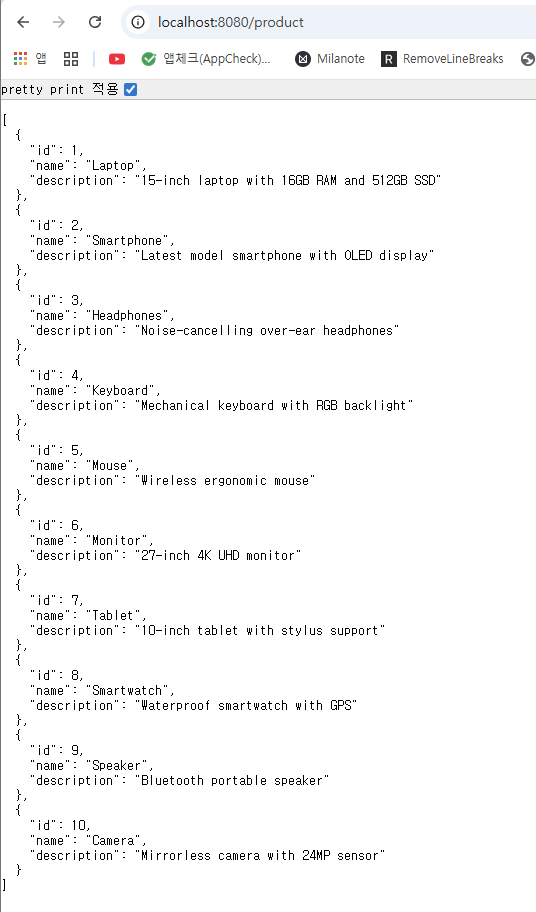 localhost:8080/product
앱 앱체크(AppCheck)... Milanote RemoveLineBreaks
pretty print 적용
[
  {
    "id": 1,
    "name": "Laptop",
    "description": "15-inch laptop with 16GB RAM and 512GB SSD"
  },
  {
    "id": 2,
    "name": "Smartphone",
    "description": "Latest model smartphone with OLED display"
  },
  {
    "id": 3,
    "name": "Headphones",
    "description": "Noise-cancelling over-ear headphones"
  },
  {
    "id": 4,
    "name": "Keyboard",
    "description": "Mechanical keyboard with RGB backlight"
  },
  {
    "id": 5,
    "name": "Mouse",
    "description": "Wireless ergonomic mouse"
  },
  {
    "id": 6,
    "name": "Monitor",
    "description": "27-inch 4K UHD monitor"
  },
  {
    "id": 7,
    "name": "Tablet",
    "description": "10-inch tablet with stylus support"
  },
  {
    "id": 8,
    "name": "Smartwatch",
    "description": "Waterproof smartwatch with GPS"
  },
  {
    "id": 9,
    "name": "Speaker",
    "description": "Bluetooth portable speaker"
  },
  {
    "id": 10,
    "name": "Camera",
    "description": "Mirrorless camera with 24MP sensor"
  }
]